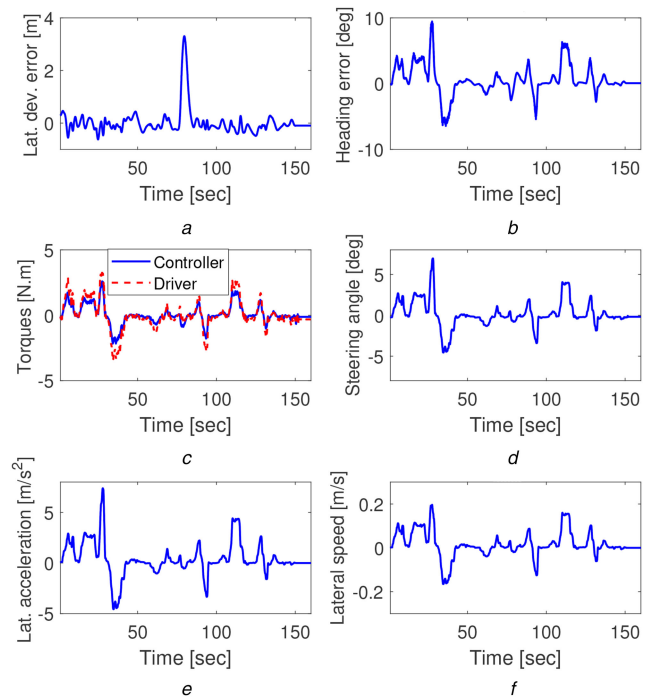 Lat. dev. error [m]
4
2
0
50
100
150
Time [sec]
a
Heading error [deg]
10
0
-10
50
100
150
Time [sec]
b
Torques [N.m]
5
0
-5
Controller
Driver
50
100
150
Time [sec]
c
Steering angle [deg]
5
0
-5
50
100
150
Time [sec]
d
Lat. acceleration [m/s²]
5
0
-5
50
100
150
Time [sec]
e
Lateral speed [m/s]
0.2
0
-0.2
50
100
150
Time [sec]
f